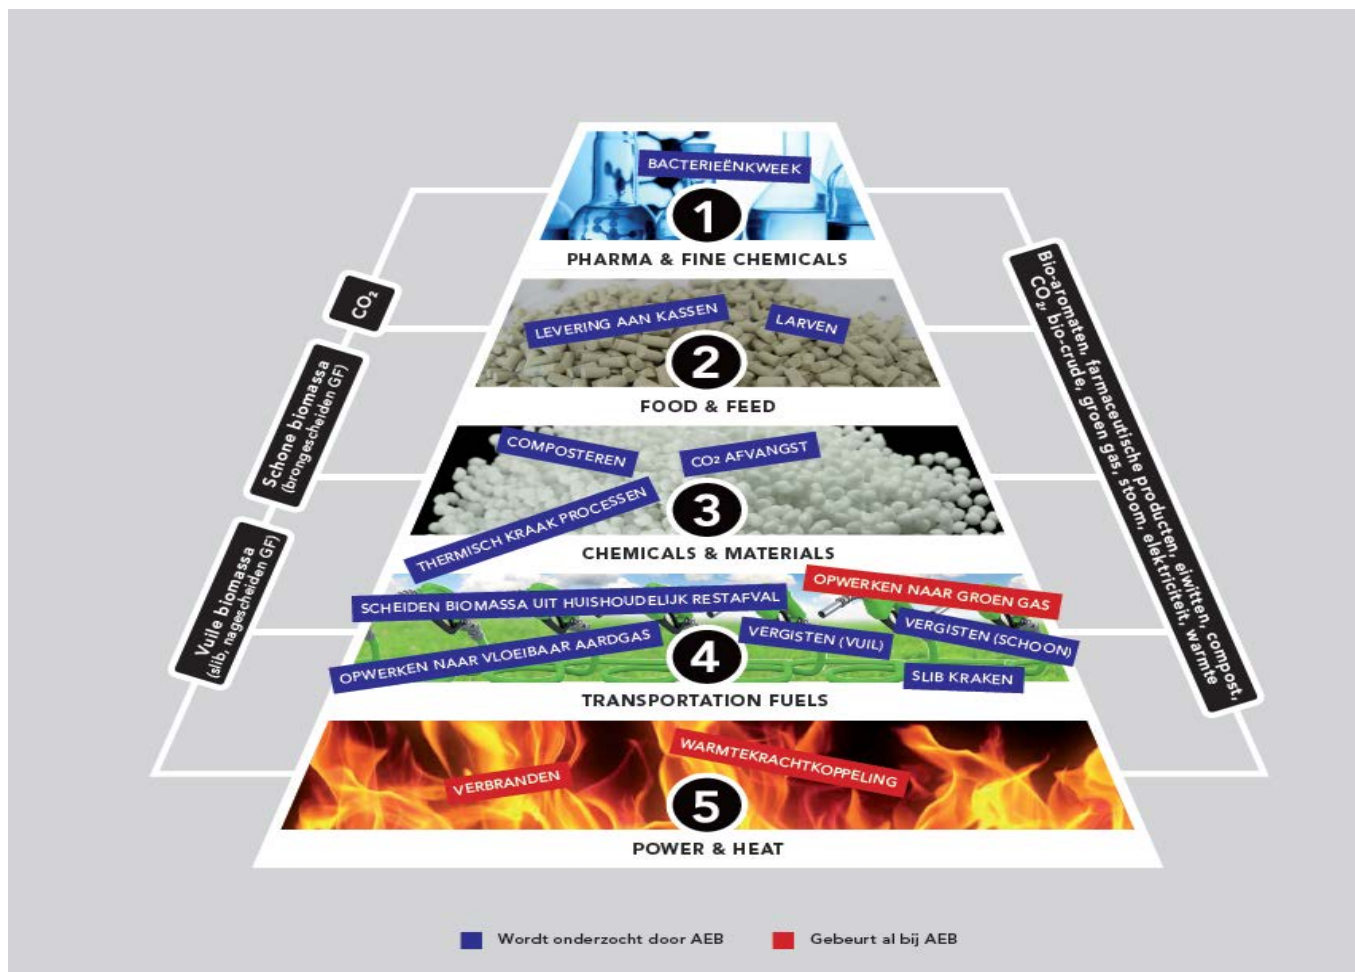 BACTERIEËNKWEEK
1
PHARMA & FINE CHEMICALS
LEVERING AAN KASSEN
LARVEN
2
FOOD & FEED
COMPOSTEREN
CO₂ AFVANGST
THERMISCH KRAAK PROCESSEN
3
CHEMICALS & MATERIALS
OPWERKEN NAAR GROEN GAS
SCHEIDEN BIOMASSA UIT HUISHOUDELIJK RESTAFVAL
VERGISTEN (VUIL)
VERGISTEN (SCHOON)
OPWERKEN NAAR VLOEIBAAR AARDGAS
SLIB KRAKEN
4
TRANSPORTATION FUELS
WARMTEKRACHTKOPPELING
VERBRANDEN
5
POWER & HEAT
CO₂
Schone biomassa
(brongescheiden GF)
Vuile biomassa
(slib, nagescheiden GF)
Bio-aromaten, farmaceutische producten, eiwitten, compost,
CO₂, bio-crude, groen gas, stoom, elektriciteit, warmte
Wordt onderzocht door AEB
Gebeurt al bij AEB